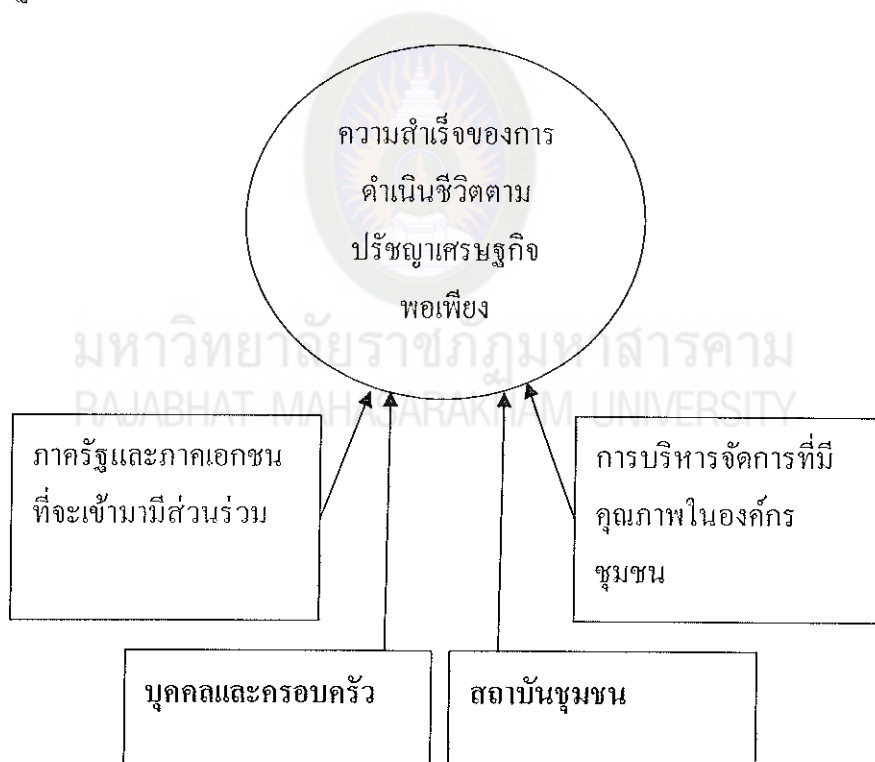 ความสำเร็จของการ
ดำเนินชีวิตตาม
ปรัชญาเศรษฐกิจ
พอเพียง
มหาวิทยาลัยราชภัฏมหาสารคาม
RAJABHAT MAHASARAKHAM UNIVERSITY
ภาครัฐและภาคเอกชน
ที่จะเข้ามามีส่วนร่วม
การบริหารจัดการที่มี
คุณภาพในองค์กร
ชุมชน
บุคคลและครอบครัว
สถาบันชุมชน